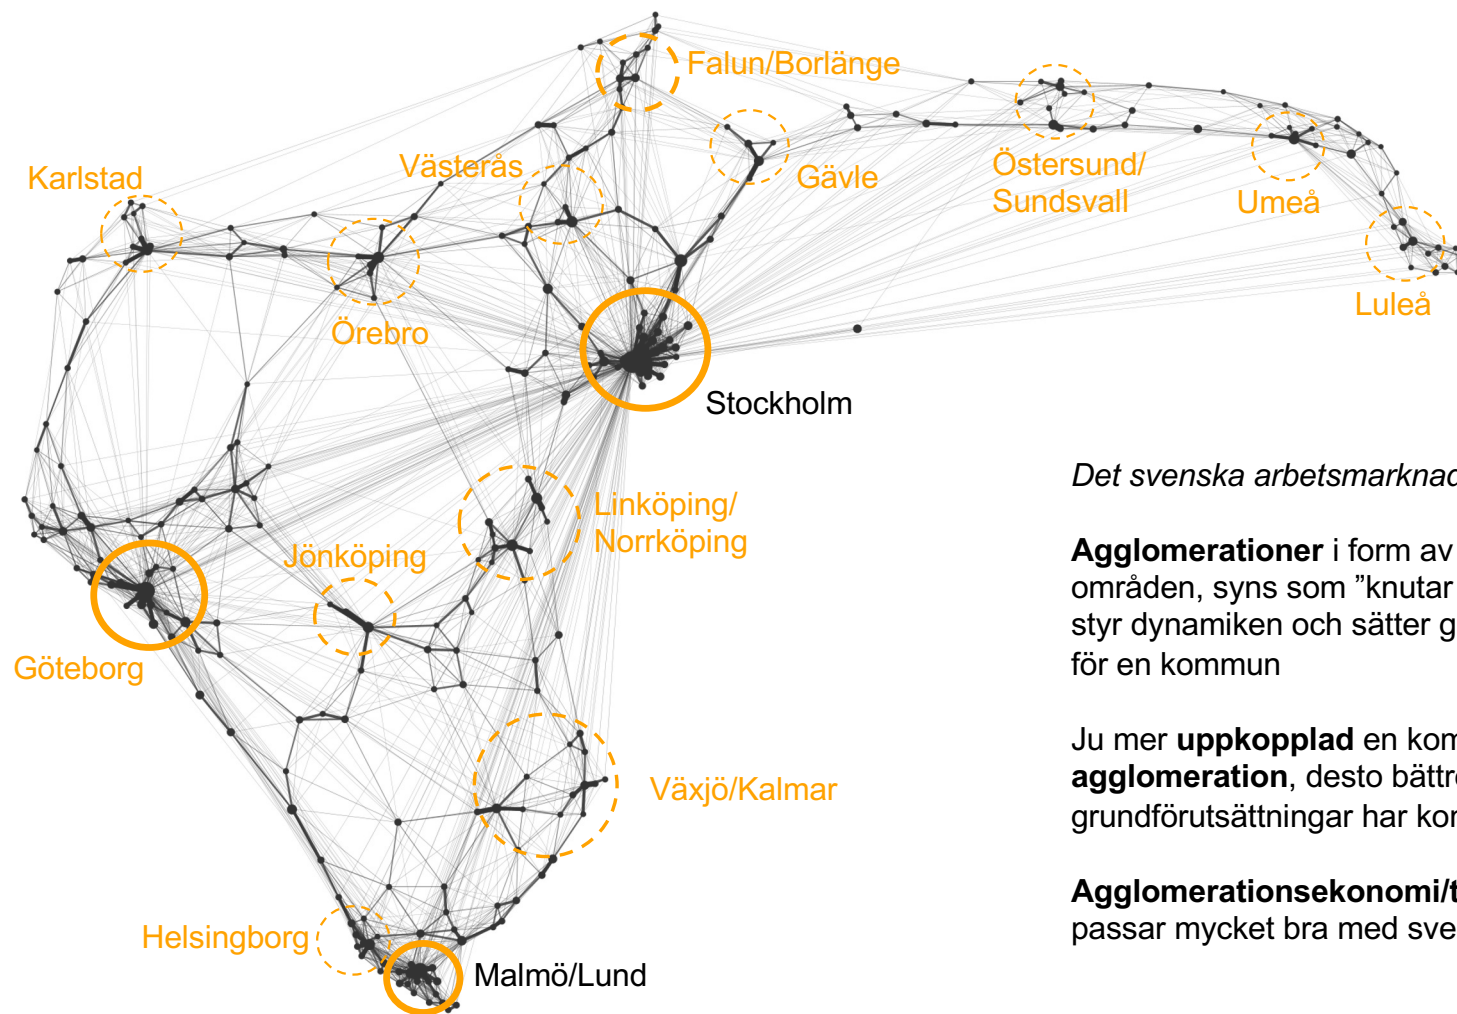 Falun/Borlänge
Västerås
Karlstad
Gävle
Östersund/
Sundsvall
Umeå
Örebro
Luleå
Stockholm
Linköping/
Norrköping
Jönköping
Göteborg
Växjö/Kalmar
Helsingborg
Malmö/Lund
Det svenska arbetsmarknad
Agglomerationer i form av
områden, syns som ”knutar
styr dynamiken och sätter g
för en kommun
Ju mer uppkopplad en kom
agglomeration, desto bättre
grundförutsättningar har kom
Agglomerationsekonomi/t
passar mycket bra med sve